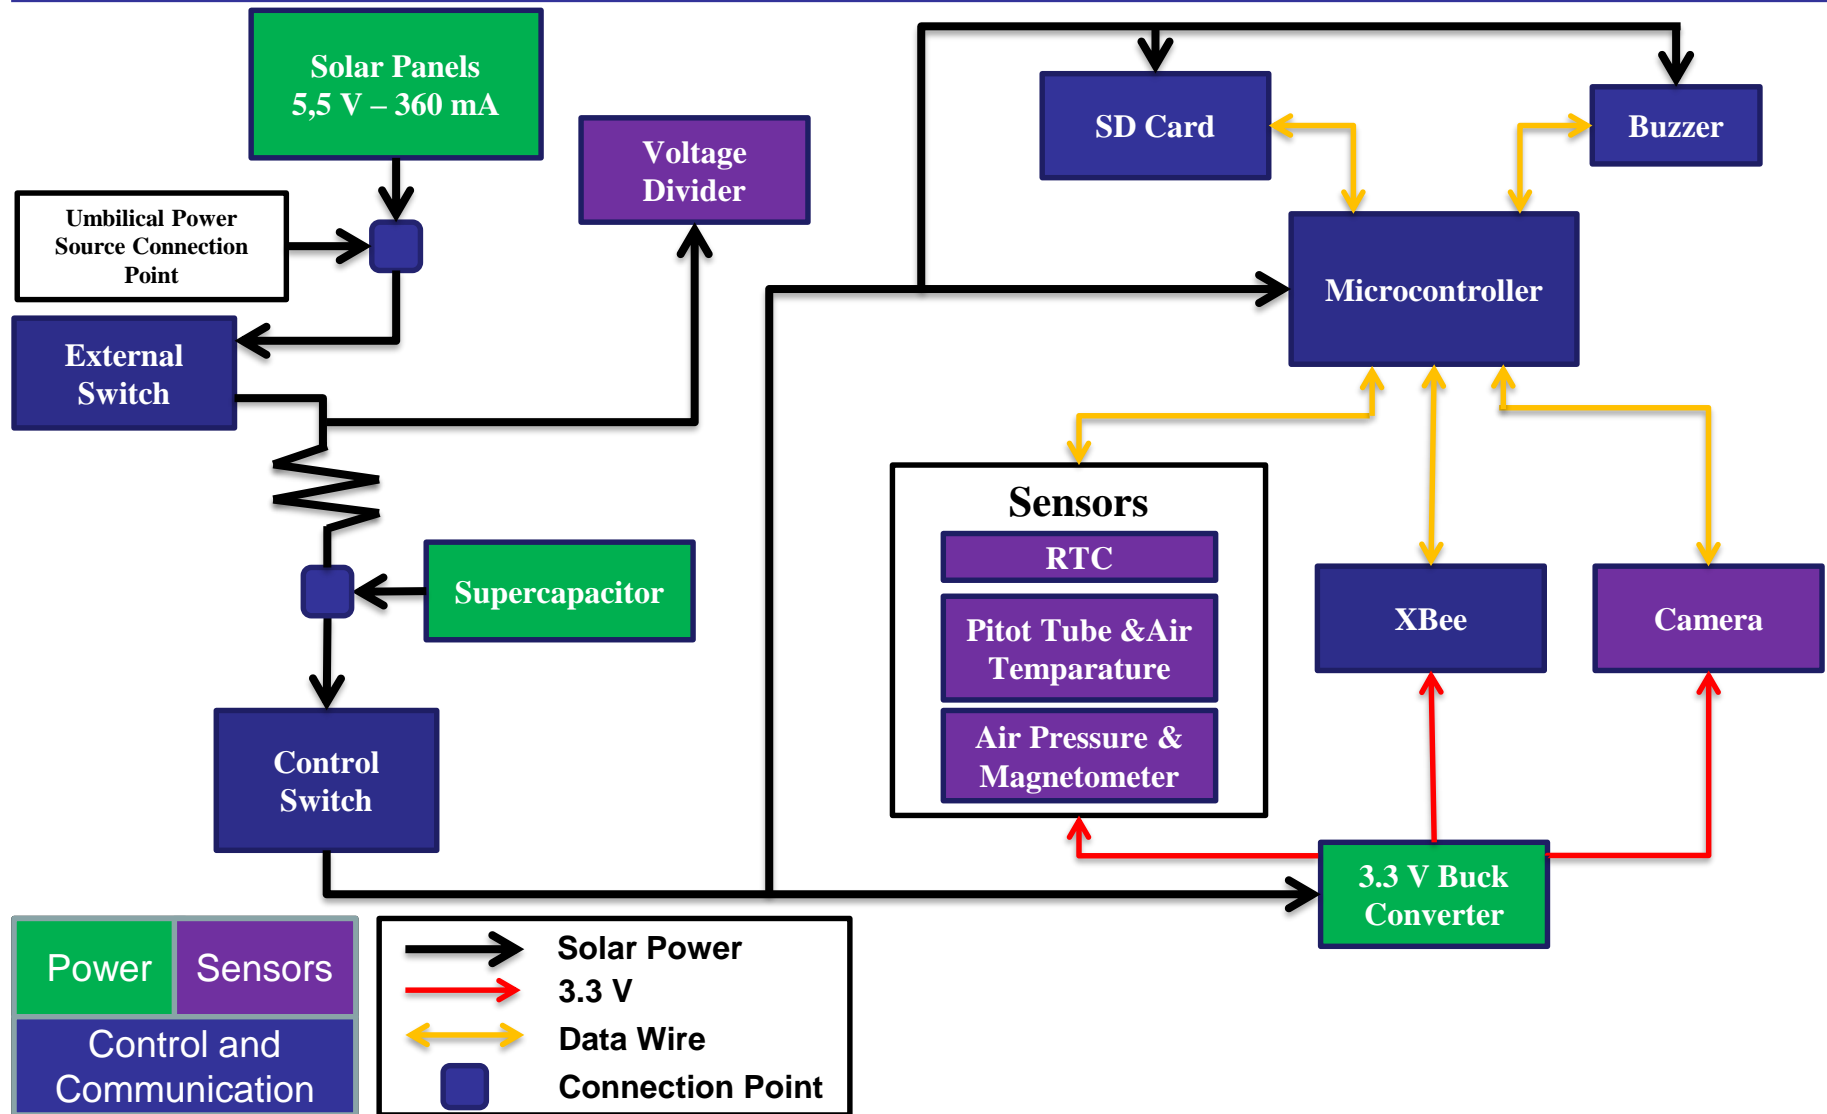 Solar Panels
5,5 V – 360 mA
Umbilical Power
Source Connection
Point
External
Switch
Voltage
Divider
Supercapacitor
Control
Switch
SD Card
Buzzer
Microcontroller
Sensors
RTC
Pitot Tube &Air
Temparature
Air Pressure &
Magnetometer
XBee
Camera
3.3 V Buck
Converter
Power
Sensors
Control and
Communication
Solar Power
3.3 V
Data Wire
Connection Point